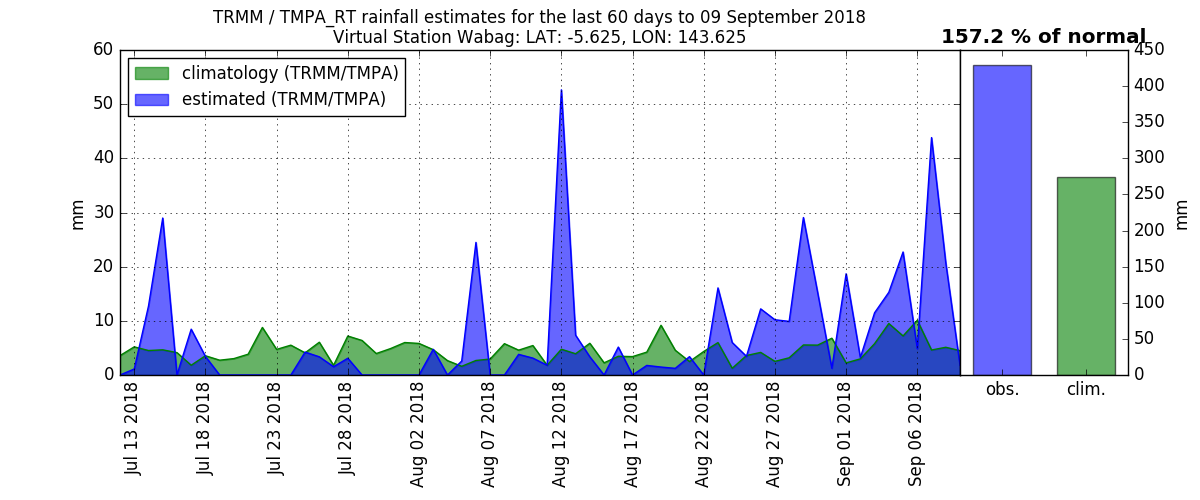 TRMM / TMPA_RT rainfall estimates for the last 60 days to 09 September 2018
Virtual Station Wabag: LAT: -5.625, LON: 143.625
157.2 % of normal
climatology (TRMM/TMPA)
estimated (TRMM/TMPA)
mm
60
50
40
30
20
10
0
Jul 13 2018
Jul 18 2018
Jul 23 2018
Jul 28 2018
Aug 02 2018
Aug 07 2018
Aug 12 2018
Aug 17 2018
Aug 22 2018
Aug 27 2018
Sep 01 2018
Sep 06 2018
obs.
clim.
450
400
350
300
250
200
150
100
50
0
mm